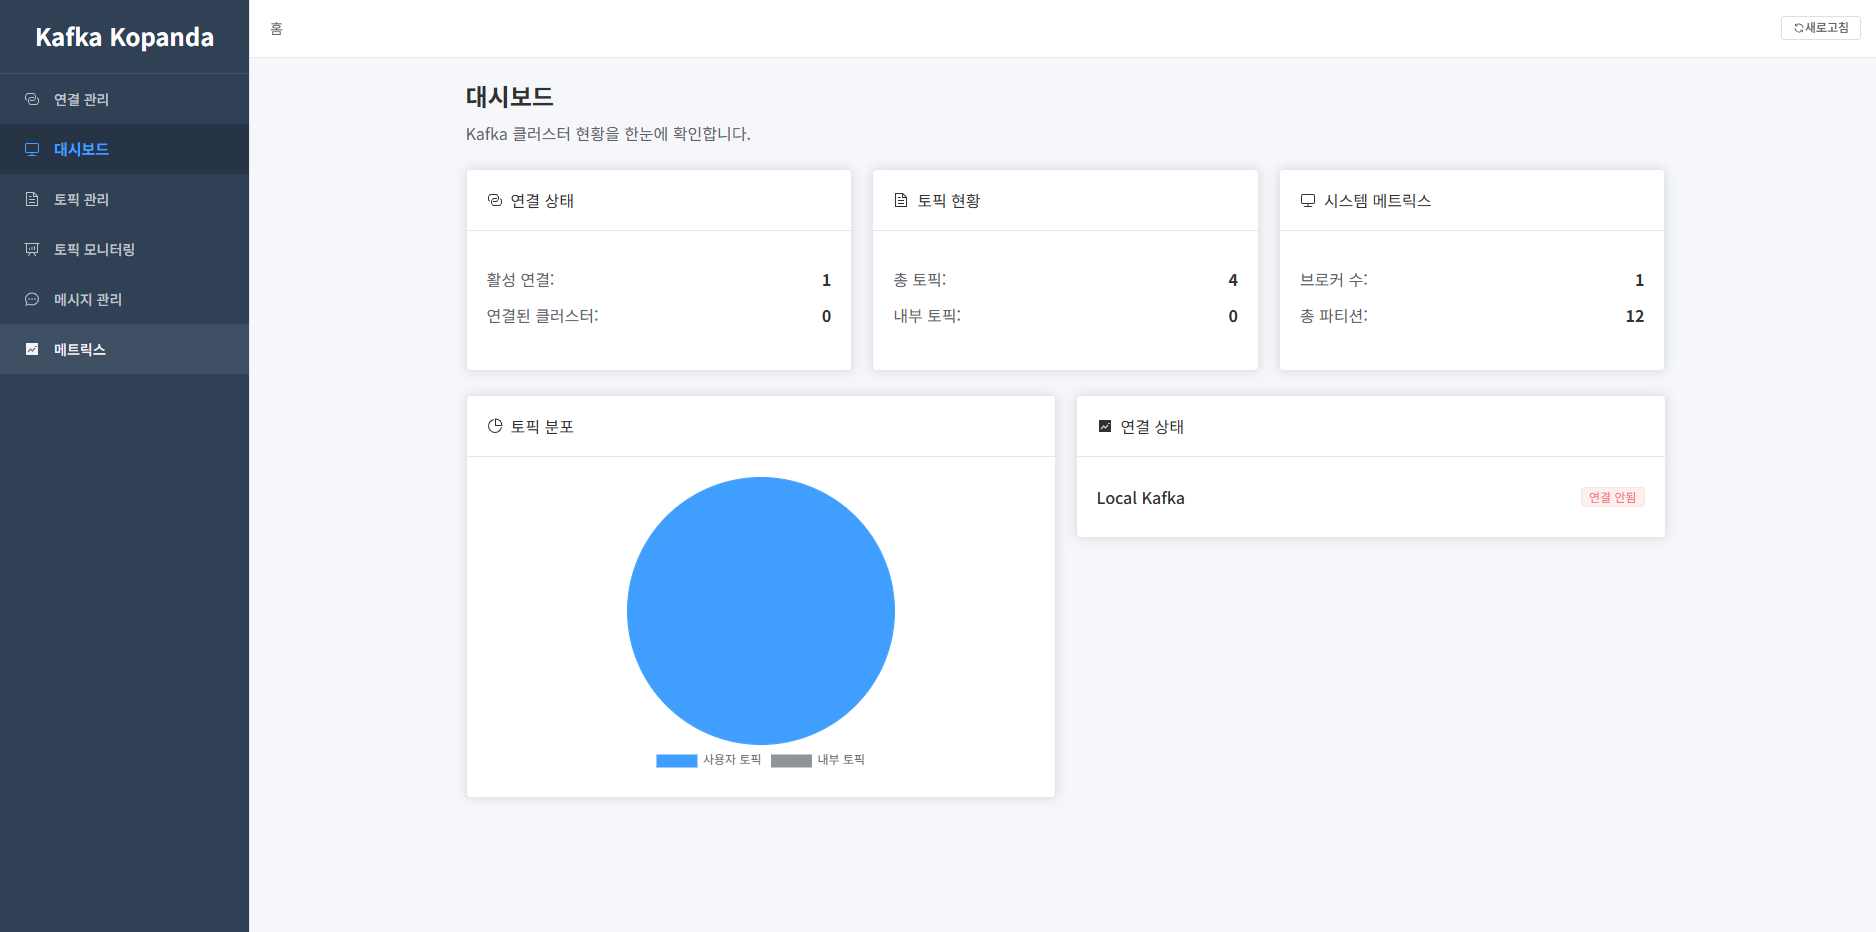 Kafka Kopanda
연결 관리
대시보드
토픽 관리
토픽 모니터링
메시지 관리
메트릭스
홈
새로고침
대시보드
Kafka 클러스터 현황을 한눈에 확인합니다.
연결 상태
활성 연결: 1
연결된 클러스터: 0
토픽 현황
총 토픽: 4
내부 토픽: 0
시스템 메트릭스
브로커 수: 1
총 파티션: 12
토픽 분포
사용자 토픽 내부 토픽
연결 상태
Local Kafka 연결 안됨